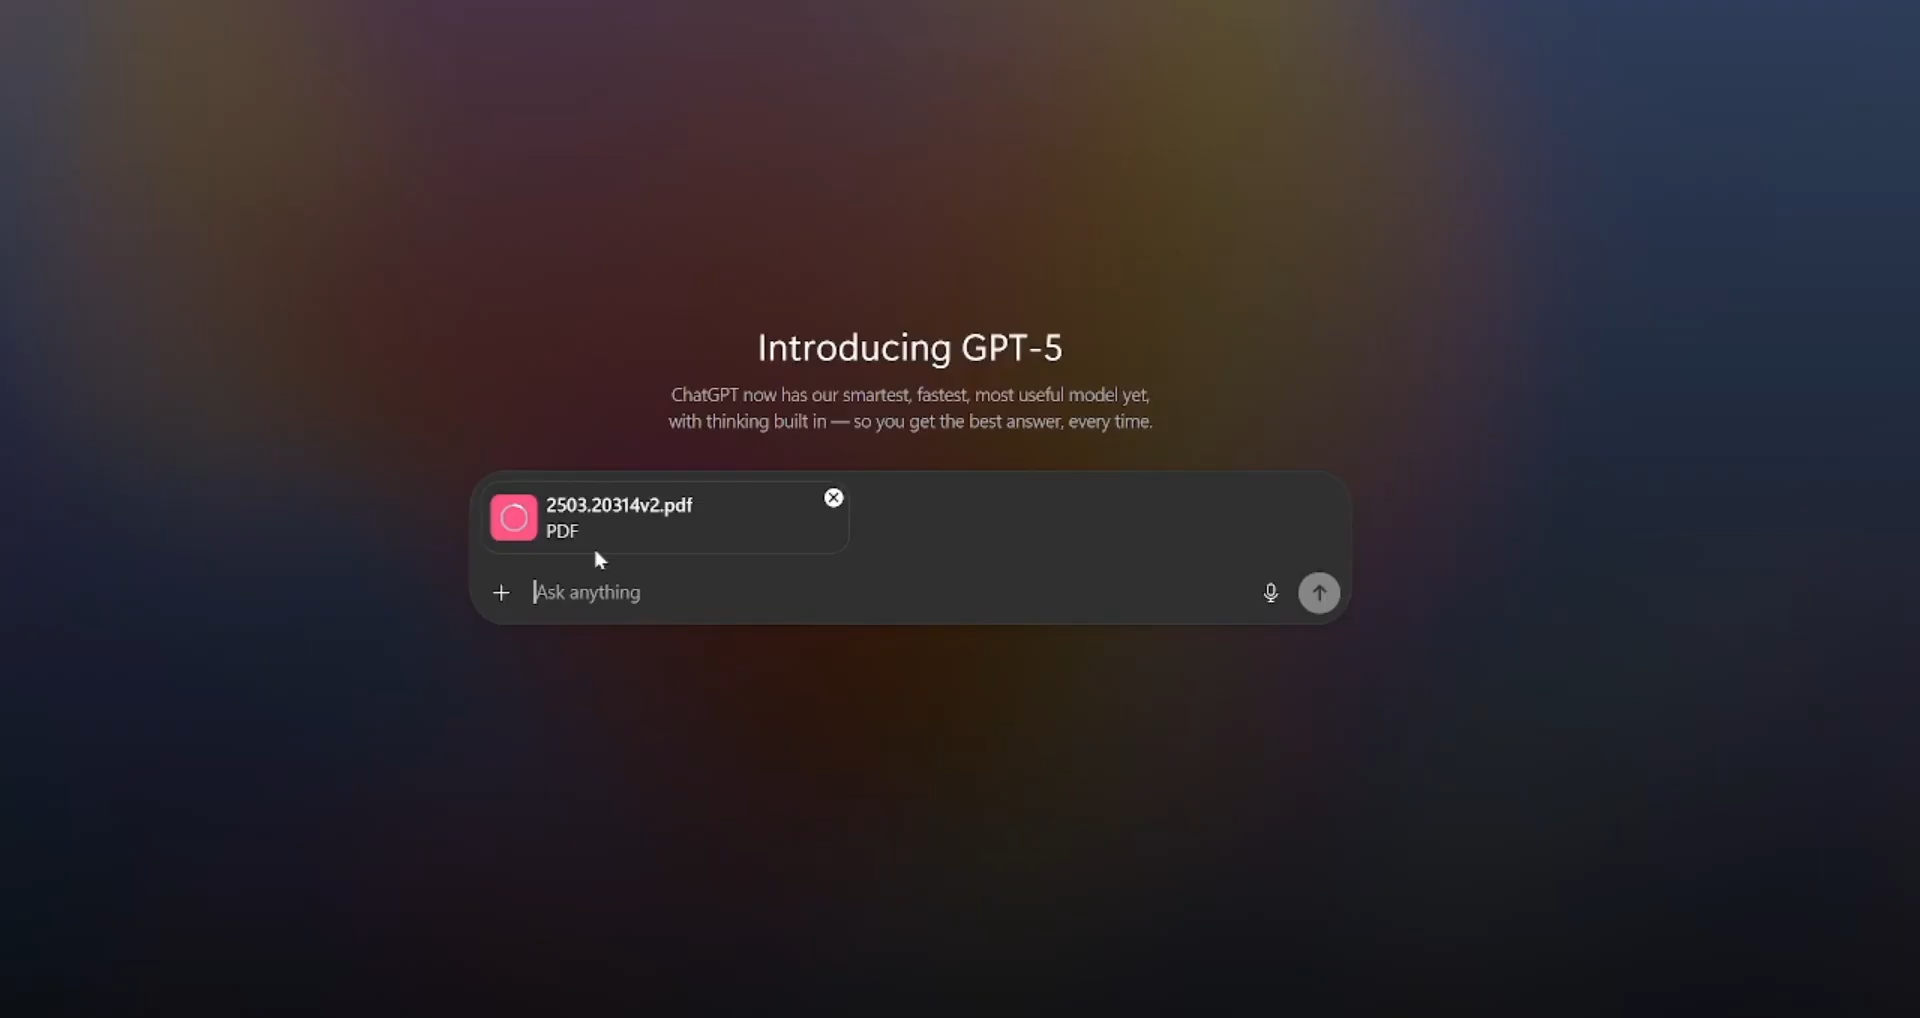 Introducing GPT-5
ChatGPT now has our smartest, fastest, most useful model yet,
with thinking built in — so you get the best answer, every time.
2503.20314v2.pdf
PDF
Ask anything